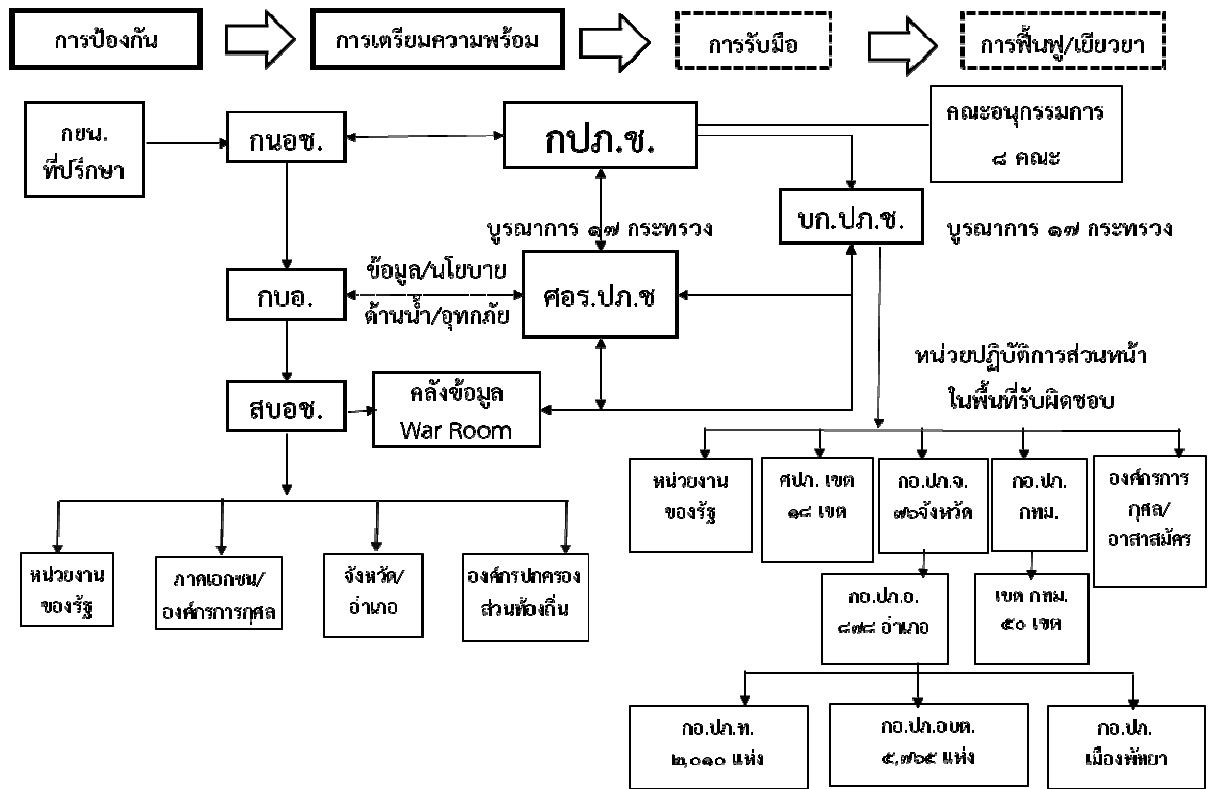 การป้องกัน
การเตรียมความพร้อม
การรับมือ
การฟื้นฟู/เยียวยา
กยน.
ที่ปรึกษา
กนอช.
กปภ.ช.
คณะอนุกรรมการ
๘ คณะ
บก.ปภ.ช.
บูรณาการ ๑๗ กระทรวง
บูรณาการ ๑๗ กระทรวง
กบอ.
ข้อมูล/นโยบาย
ด้านน้ำ/อุทกภัย
ศอร.ปภ.ช
สบอช.
คลังข้อมูล
War Room
หน่วยปฏิบัติการส่วนหน้า
ในพื้นที่รับผิดชอบ
หน่วยงาน
ของรัฐ
ภาคเอกชน/
องค์กรการกุศล
จังหวัด/
อำเภอ
องค์กรปกครอง
ส่วนท้องถิ่น
หน่วยงาน
ของรัฐ
ศปภ. เขต
๑๘ เขต
กอ.ปภ.จ.
๗๖จังหวัด
กอ.ปภ.
กทม.
องค์กรการ
กุศล/
อาสาสมัคร
กอ.ปภ.อ.
๘๗๘ อำเภอ
เขต กทม.
๕๐ เขต
กอ.ปภ.ท.
๒,๐๑๐ แห่ง
กอ.ปภ.อบต.
๕,๗๖๕ แห่ง
กอ.ปภ.
เมืองพัทยา